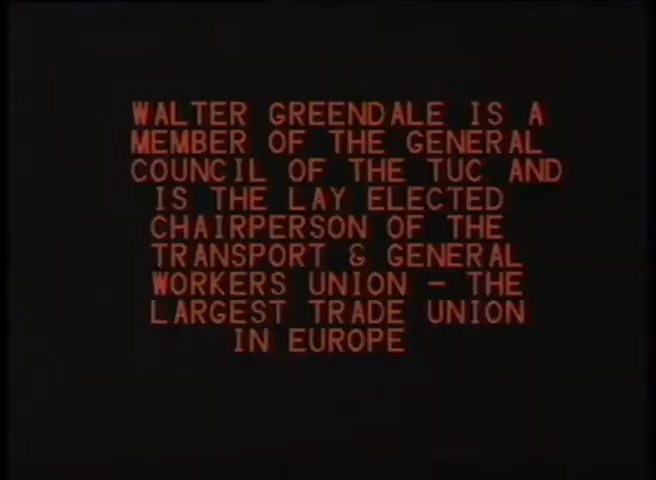 WALTER GREENDALE IS A
MEMBER OF THE GENERAL
COUNCIL OF THE TUC AND
IS THE LAY ELECTED
CHAIRPERSON OF THE
TRANSPORT & GENERAL
WORKERS UNION - THE
LARGEST TRADE UNION
IN EUROPE